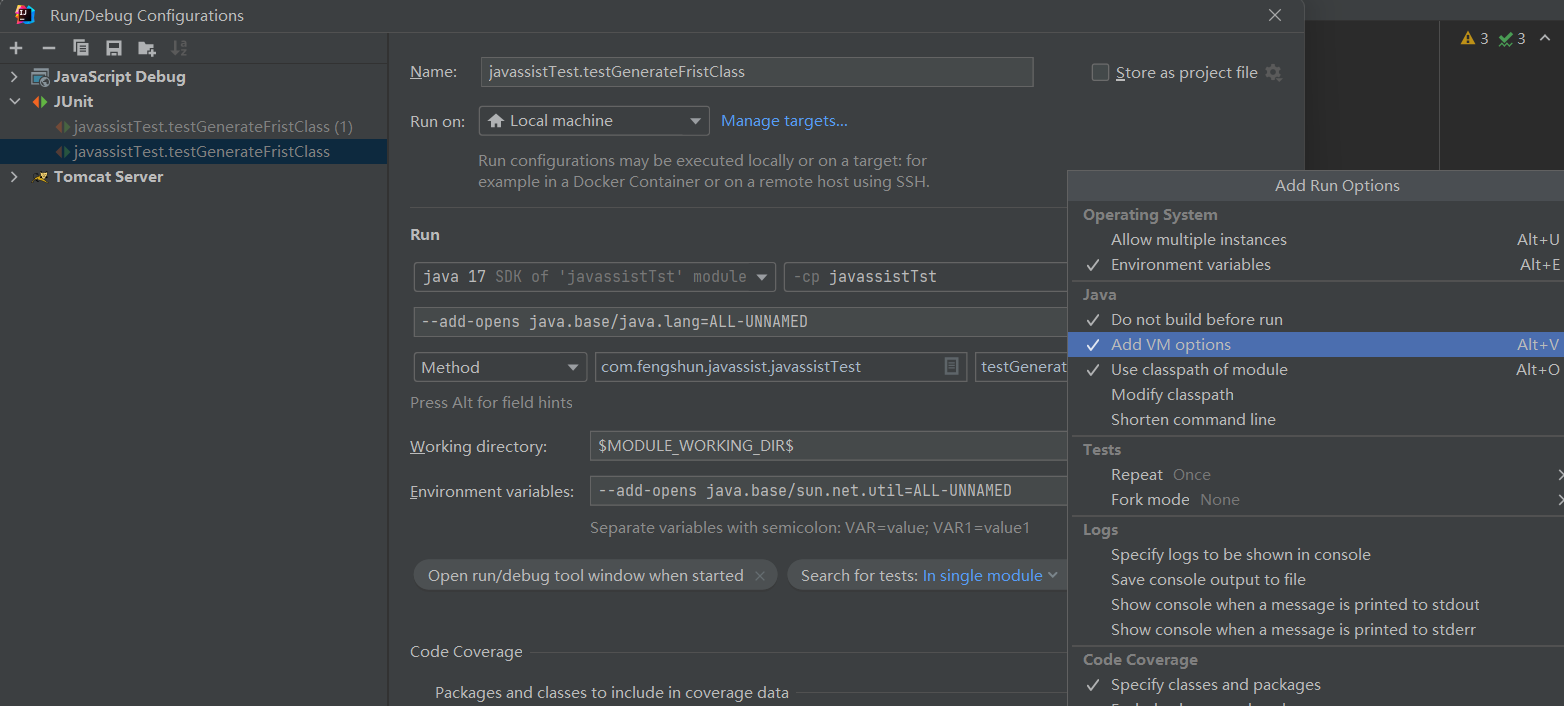 Run/Debug Configurations
JavaScript Debug
JUnit
javassistTest.testGenerateFristClass (1)
javassistTest.testGenerateFristClass
Tomcat Server
Name: javassistTest.testGenerateFristClass
Store as project file
Run on: Local machine Manage targets...
Run configurations may be executed locally or on a target: for
example in a Docker Container or on a remote host using SSH.
Run
java 17 SDK of 'javassistTst' module -cp javassistTst
--add-opens java.base/java.lang=ALL-UNNAMED
Method com.fengshun.javassist.javassistTest testGenerat
Press Alt for field hints
Working directory: $MODULE_WORKING_DIR$
Environment variables: --add-opens java.base/sun.net.util=ALL-UNNAMED
Separate variables with semicolon: VAR=value; VAR1=value1
Open run/debug tool window when started Search for tests: In single module
Code Coverage
Packages and classes to include in coverage data
3 3
Add Run Options
Operating System
Allow multiple instances Alt+U
Environment variables Alt+E
Java
Do not build before run
Add VM options Alt+V
Use classpath of module Alt+O
Modify classpath
Shorten command line
Tests
Repeat Once
Fork mode None
Logs
Specify logs to be shown in console
Save console output to file
Show console when a message is printed to stdout
Show console when a message is printed to stderr
Code Coverage
Specify classes and packages